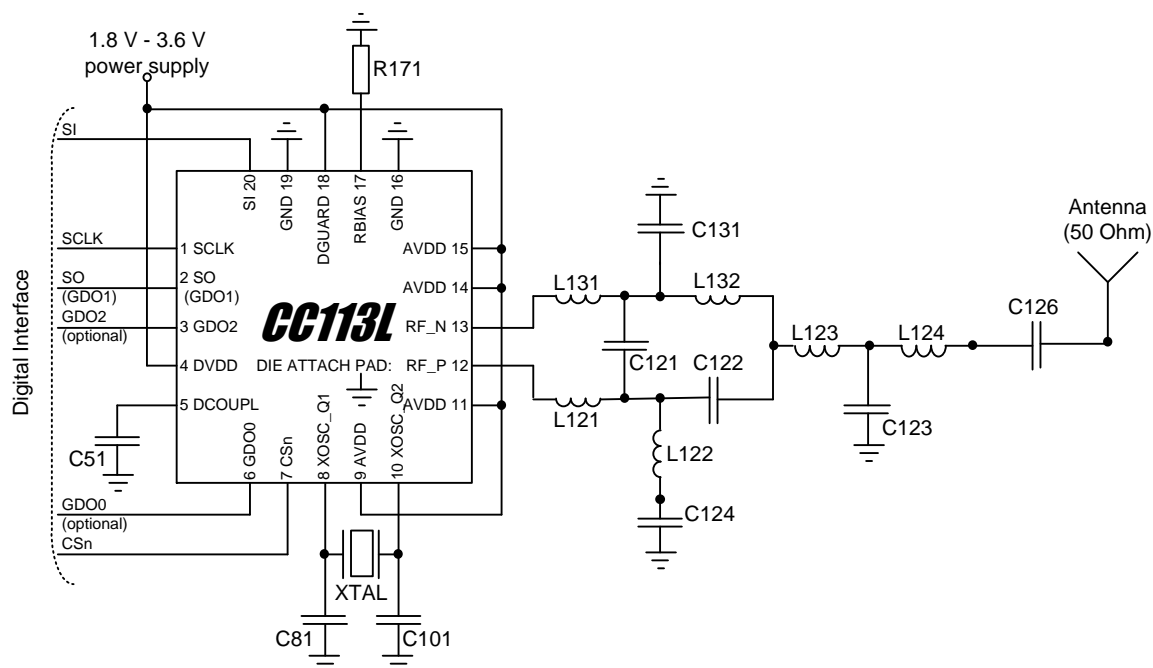 1.8 V - 3.6 V
power supply
R171
SI
SI 20
GND 19
DGUARD 18
RBIAS 17
GND 16
Antenna
(50 Ohm)
C131
SCLK
1 SCLK
AVDD 15
SO
(GDO1)
2 SO
(GDO1)
AVDD 14
L131
L132
C126
GDO2
(optional)
3 GDO2
CC113L
RF_N 13
L123
L124
Digital Interface
4 DVDD
DIE ATTACH PAD:
RF_P 12
C121
C122
5 DCOUPL
AVDD 11
L121
C123
C51
6 GDO0
7 CSn
8 XOSC_Q1
9 AVDD
10 XOSC_Q2
L122
GDO0
(optional)
C124
CSn
XTAL
C81
C101